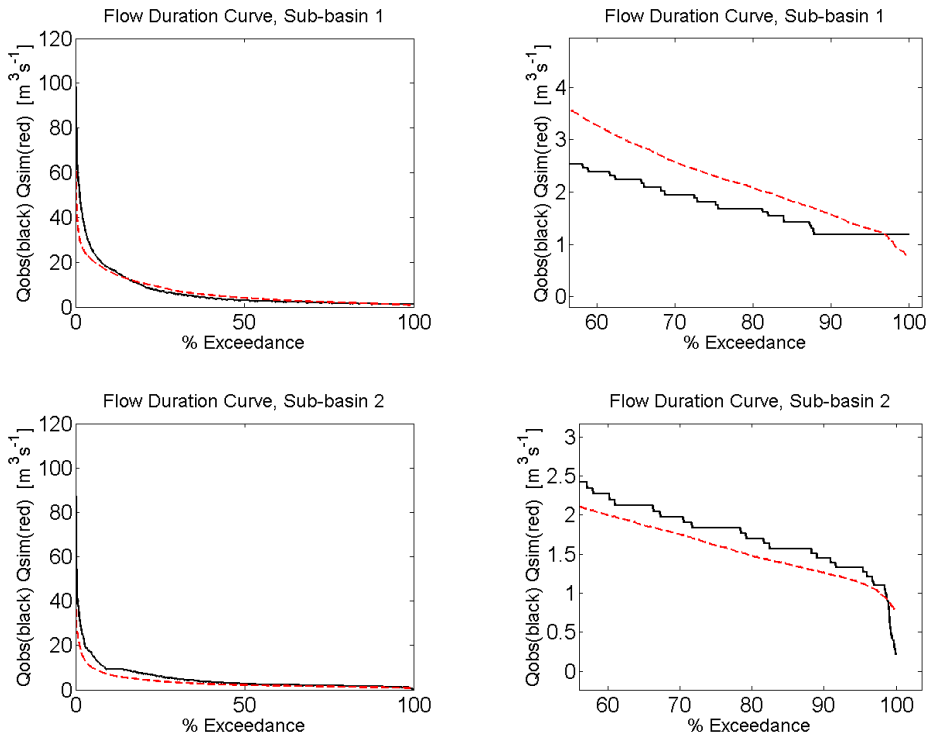 Flow Duration Curve, Sub-basin 1
Qobs(black) Qsim(red) [m³s⁻¹]
120
100
80
60
40
20
0
0 50 100
% Exceedance
Flow Duration Curve, Sub-basin 1
Qobs(black) Qsim(red) [m³s⁻¹]
4
3
2
1
0
60 70 80 90 100
% Exceedance
Flow Duration Curve, Sub-basin 2
Qobs(black) Qsim(red) [m³s⁻¹]
120
100
80
60
40
20
0
0 50 100
% Exceedance
Flow Duration Curve, Sub-basin 2
Qobs(black) Qsim(red) [m³s⁻¹]
3
2.5
2
1.5
1
0.5
0
60 70 80 90 100
% Exceedance